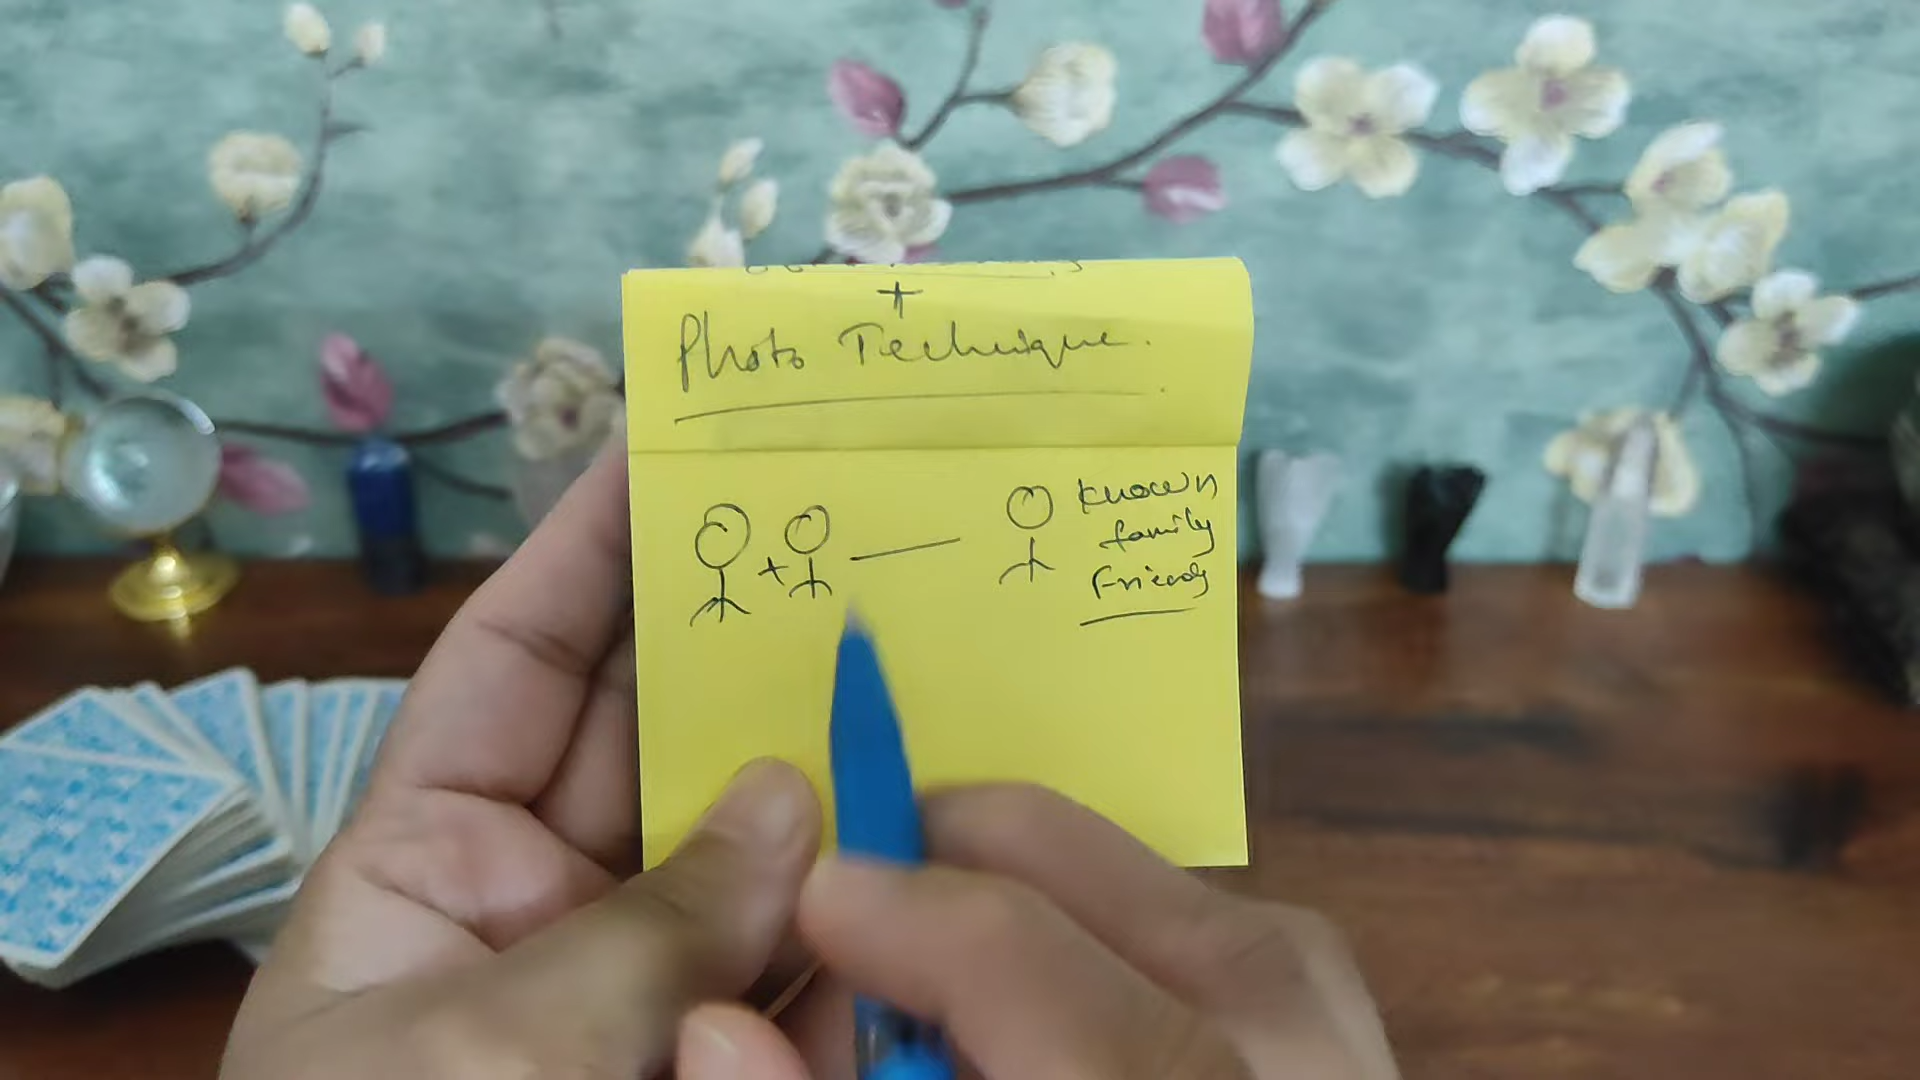 +
Photo Technique.
+
known
family
Friends